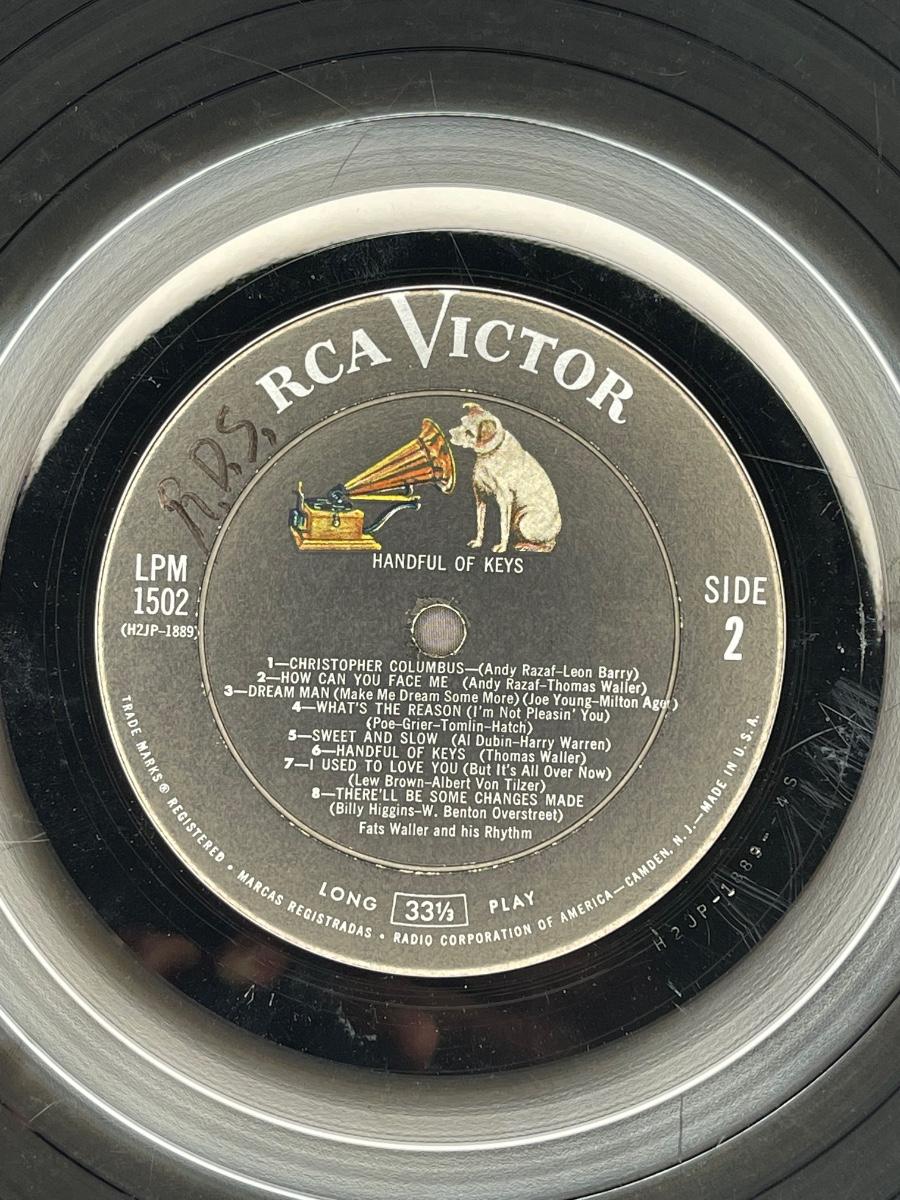 RCA VICTOR
R.D.S.
HANDFUL OF KEYS
LPM
1502
(H2JP-1889)
SIDE
2
1—CHRISTOPHER COLUMBUS—(Andy Razaf-Leon Barry)
2—HOW CAN YOU FACE ME (Andy Razaf-Thomas Waller)
3—DREAM MAN (Make Me Dream Some More) (Joe Young-Milton Ager)
4—WHAT'S THE REASON (I'm Not Pleasin' You)
(Poe-Grier-Tomlin-Hatch)
5—SWEET AND SLOW (Al Dubin-Harry Warren)
6—HANDFUL OF KEYS (Thomas Waller)
7—I USED TO LOVE YOU (But It's All Over Now)
(Lew Brown-Albert Von Tilzer)
8—THERE'LL BE SOME CHANGES MADE
(Billy Higgins-W. Benton Overstreet)
Fats Waller and his Rhythm
LONG 33⅓ PLAY
TRADE MARKS ® REGISTERED • MARCAS REGISTRADAS • RADIO CORPORATION OF AMERICA—CAMDEN, N. J.—MADE IN U.S.A.
H2JP-1889-4S